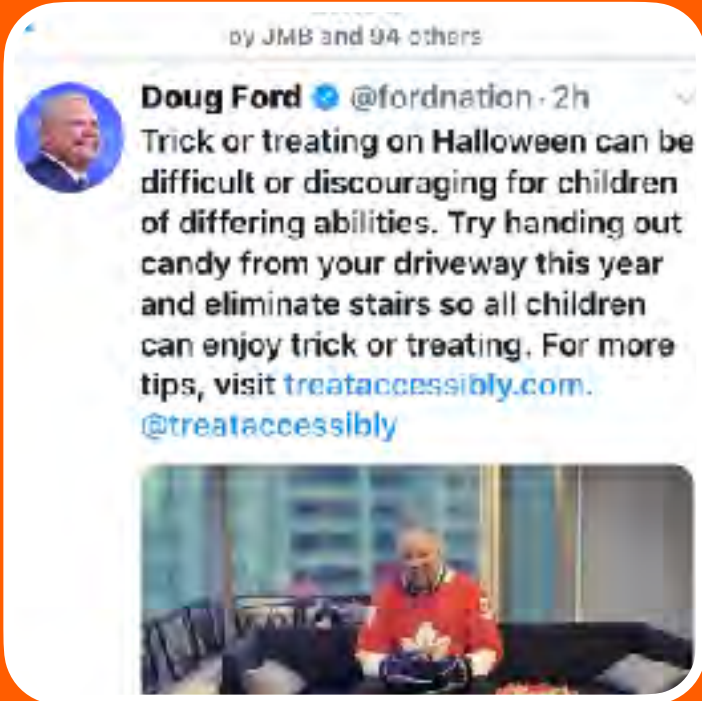 by JMB and 94 others
Doug Ford @fordnation · 2h
Trick or treating on Halloween can be
difficult or discouraging for children
of differing abilities. Try handing out
candy from your driveway this year
and eliminate stairs so all children
can enjoy trick or treating. For more
tips, visit treataccessibly.com.
@treataccessibly